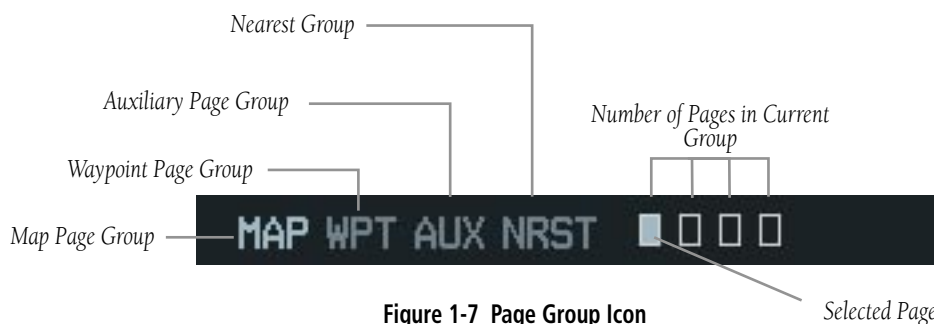 Nearest Group
Auxiliary Page Group
Number of Pages in Current
Group
Waypoint Page Group
Map Page Group
MAP WPT AUX NRST
Figure 1-7 Page Group Icon
Selected Page